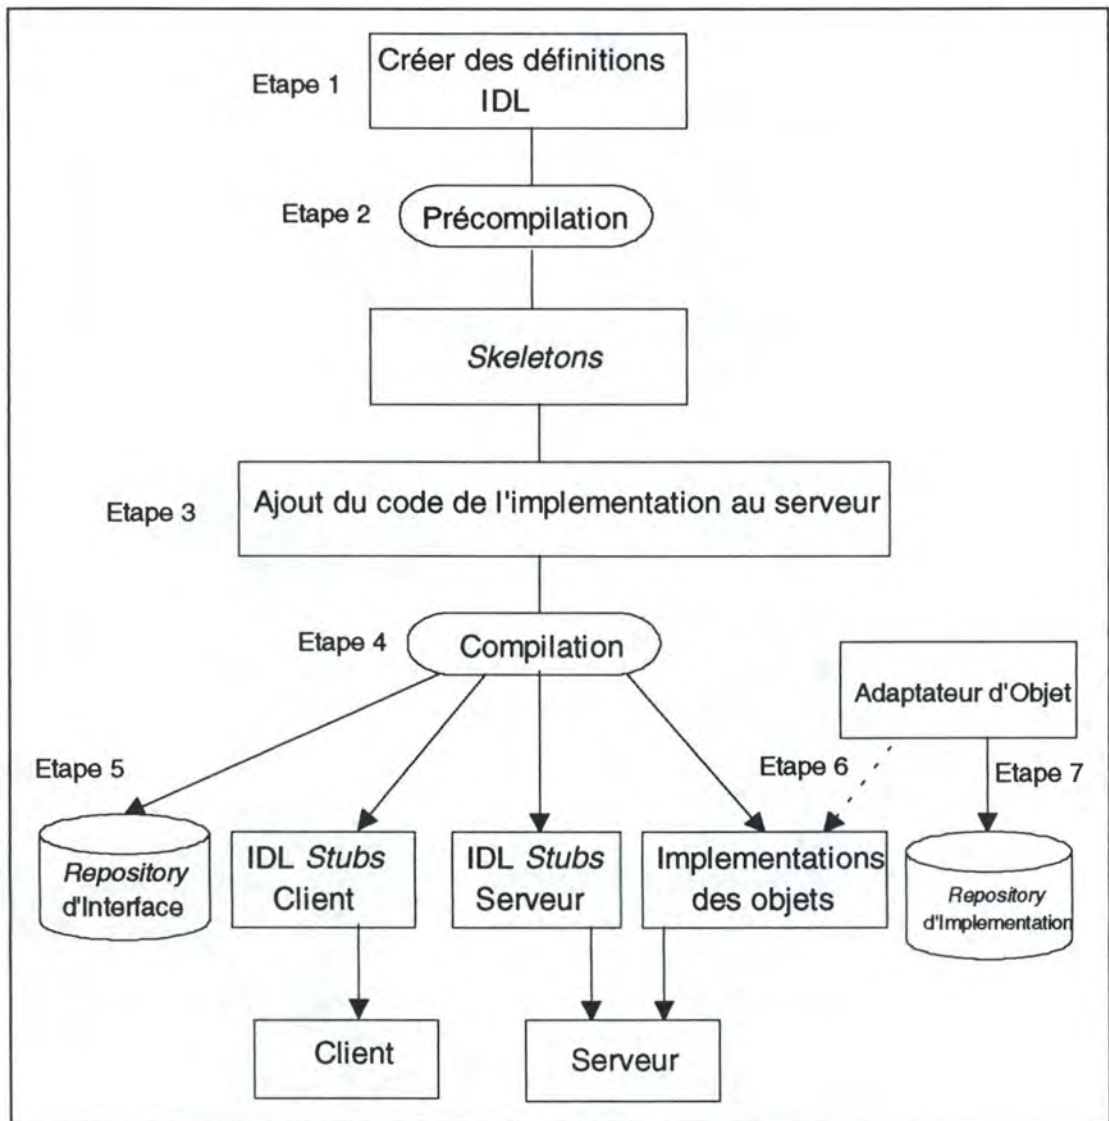 Etape 1
Créer des définitions
IDL
Etape 2
Précompilation
Skeletons
Etape 3
Ajout du code de l'implementation au serveur
Etape 4
Compilation
Adaptateur d'Objet
Etape 5
Etape 6
Etape 7
Repository
d'Interface
IDL Stubs
Client
IDL Stubs
Serveur
Implementations
des objets
Repository
d'Implementation
Client
Serveur